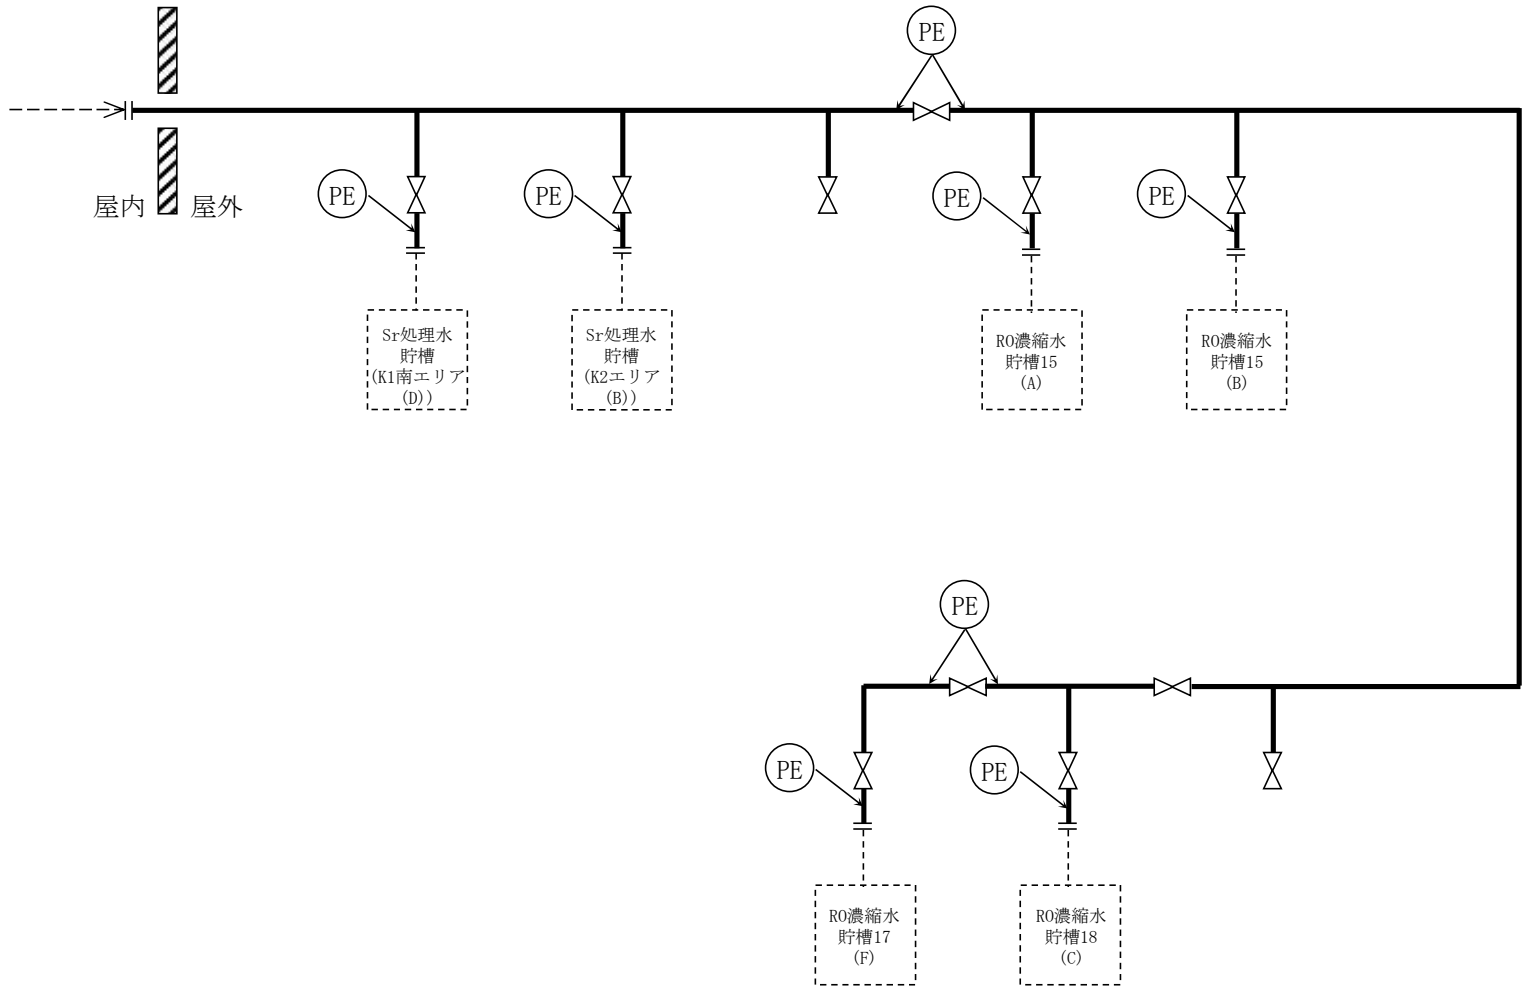 PE
屋内
屋外
PE
PE
PE
PE
Sr処理水
貯槽
(K1南エリア
(D))
Sr処理水
貯槽
(K2エリア
(B))
RO濃縮水
貯槽15
(A)
RO濃縮水
貯槽15
(B)
PE
PE
PE
RO濃縮水
貯槽17
(F)
RO濃縮水
貯槽18
(C)